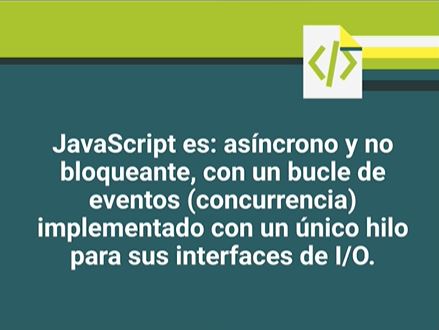 </>
JavaScript es: asíncrono y no
bloqueante, con un bucle de
eventos (concurrencia)
implementado con un único hilo
para sus interfaces de I/O.